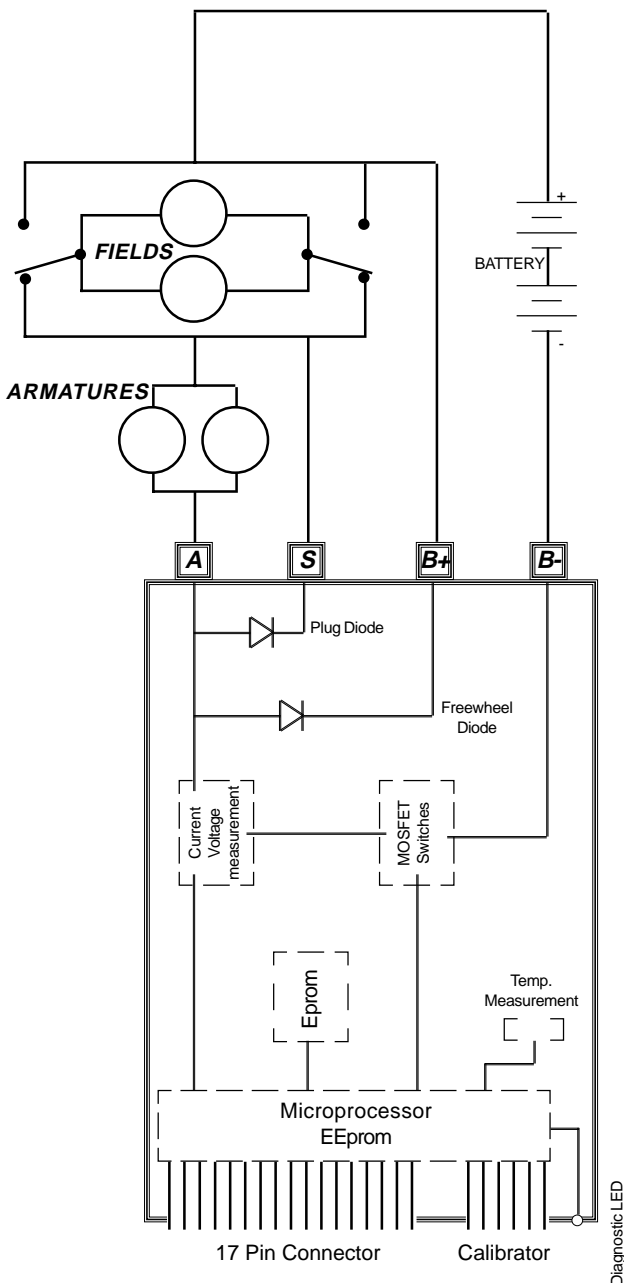 +
FIELDS
BATTERY
-
ARMATURES
A
S
B+
B-
Plug Diode
Freewheel
Diode
Current
Voltage
measurement
MOSFET
Switches
Eprom
Temp.
Measurement
Microprocessor
EEprom
17 Pin Connector
Calibrator
Diagnostic LED